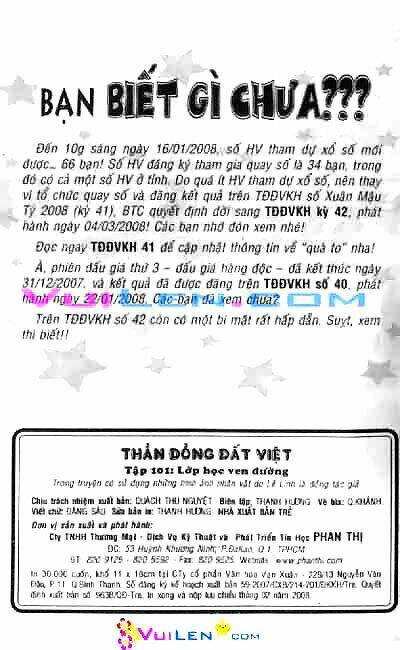 BẠN BIẾT GÌ CHƯA???
Đến 10g sáng ngày 16/01/2008, số HV tham dự xổ số mới
được... 66 bạn! Số HV đăng ký tham gia quay số là 34 bạn, trong
đó có cả một số HV ở tỉnh. Do quá ít HV tham dự xổ số, nên thay
vì tổ chức quay số và đăng kết quả trên TĐĐVKH số Xuân Mậu
Tý 2008 (kỳ 41), BTC quyết định dời sang TĐĐVKH kỳ 42, phát
hành ngày 04/03/2008! Các bạn nhớ đón xem nhé!
Đọc ngay TĐĐVKH 41 để cập nhật thông tin về "quà to" nha!
À, phiên đấu giá thứ 3 - đấu giá hàng độc - đã kết thúc ngày
31/12/2007, và kết quả đã được đăng trên TĐĐVKH số 40, phát
hành ngày 22/01/2008. Các bạn đã xem chưa?
VUILEN.COM
Trên TĐĐVKH số 42 còn có một bí mật rất hấp dẫn. Suỵt, xem
thì biết!!
THẦN ĐỒNG ĐẤT VIỆT
Tập 101: Lớp học ven đường
Trong truyện có sử dụng những hình ảnh nhân vật do Lê Linh là đồng tác giả
Chịu trách nhiệm xuất bản: QUÁCH THU NGUYỆT Biên tập: THANH HƯƠNG Vẽ bìa: Q.KHÁNH
Viết chữ: ĐĂNG SÂU Sửa bản in: THANH HƯƠNG NHÀ XUẤT BẢN TRẺ
Đơn vị sản xuất và phát hành:
Cty TNHH Thương Mại - Dịch Vụ Kỹ Thuật và Phát Triển Tin Học PHAN THỊ
ĐC: 53 Huỳnh Khương Ninh, P.ĐaKao, Q.1, TPHCM
ĐT: 820 9125 - 820 5592 - Fax: 820 9525 Website: www.phanthi.com
In 30.000 cuốn, khổ 11 x 16cm tại CTy cổ phần Văn hóa Vạn Xuân - 729/13 Nguyễn Văn
Đậu, P.11, Q.Bình Thạnh. Số đăng ký kế hoạch xuất bản 59-2007/CXB/214-701/ĐKKH/Tre. Quyết
định xuất bản số 963B/QĐ-Tre. In xong và nộp lưu chiểu tháng 02 năm 2008.
VUILEN.COM